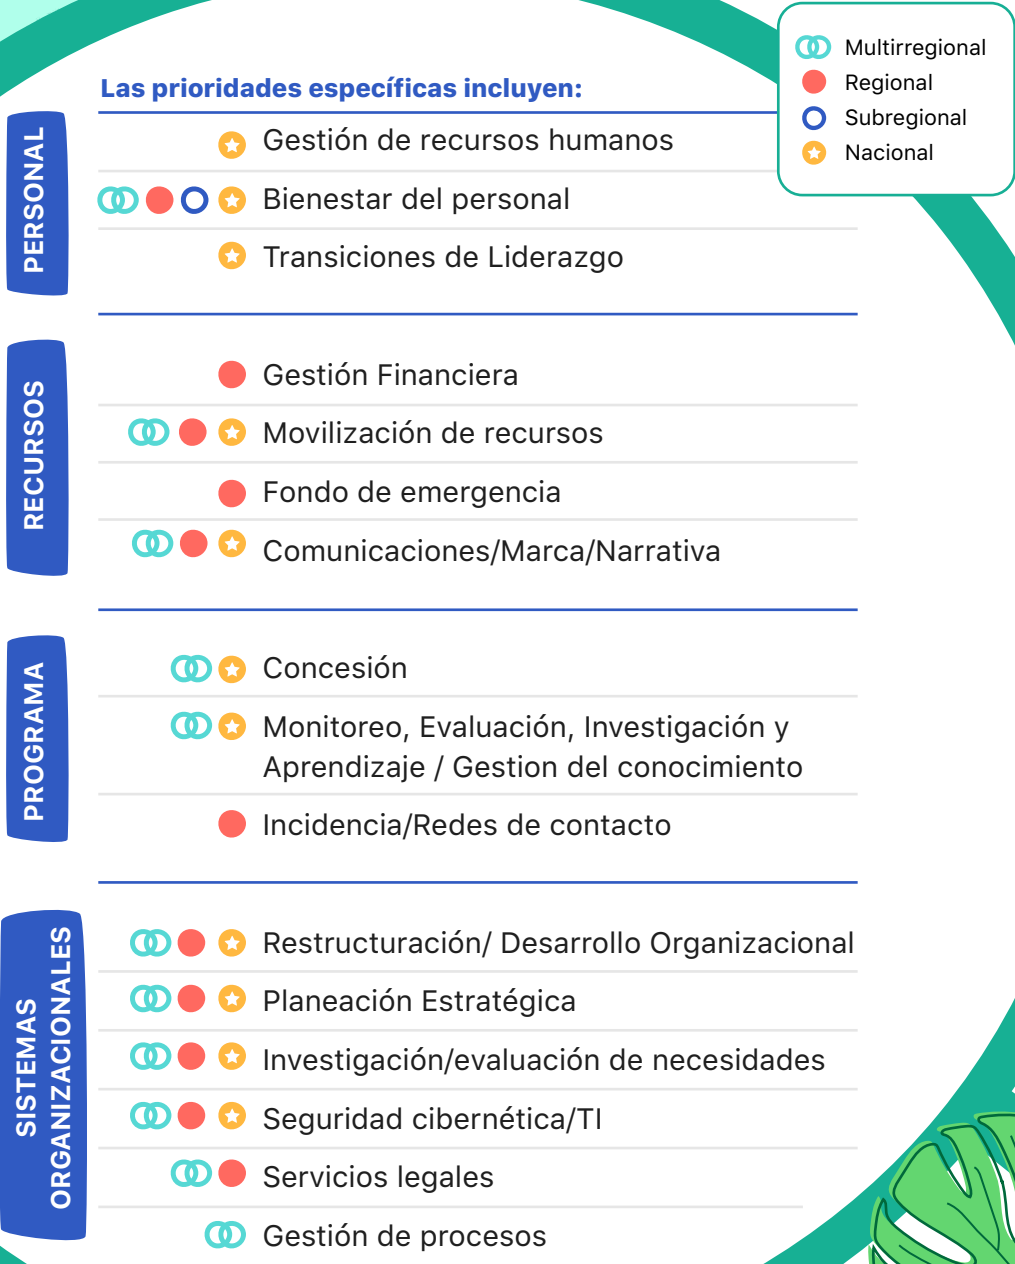 Multirregional
Regional
Subregional
Nacional
Las prioridades específicas incluyen:
PERSONAL
Gestión de recursos humanos
Bienestar del personal
Transiciones de Liderazgo
RECURSOS
Gestión Financiera
Movilización de recursos
Fondo de emergencia
Comunicaciones/Marca/Narrativa
PROGRAMA
Concesión
Monitoreo, Evaluación, Investigación y
Aprendizaje / Gestion del conocimiento
Incidencia/Redes de contacto
SISTEMAS
ORGANIZACIONALES
Restructuración/ Desarrollo Organizacional
Planeación Estratégica
Investigación/evaluación de necesidades
Seguridad cibernética/TI
Servicios legales
Gestión de procesos